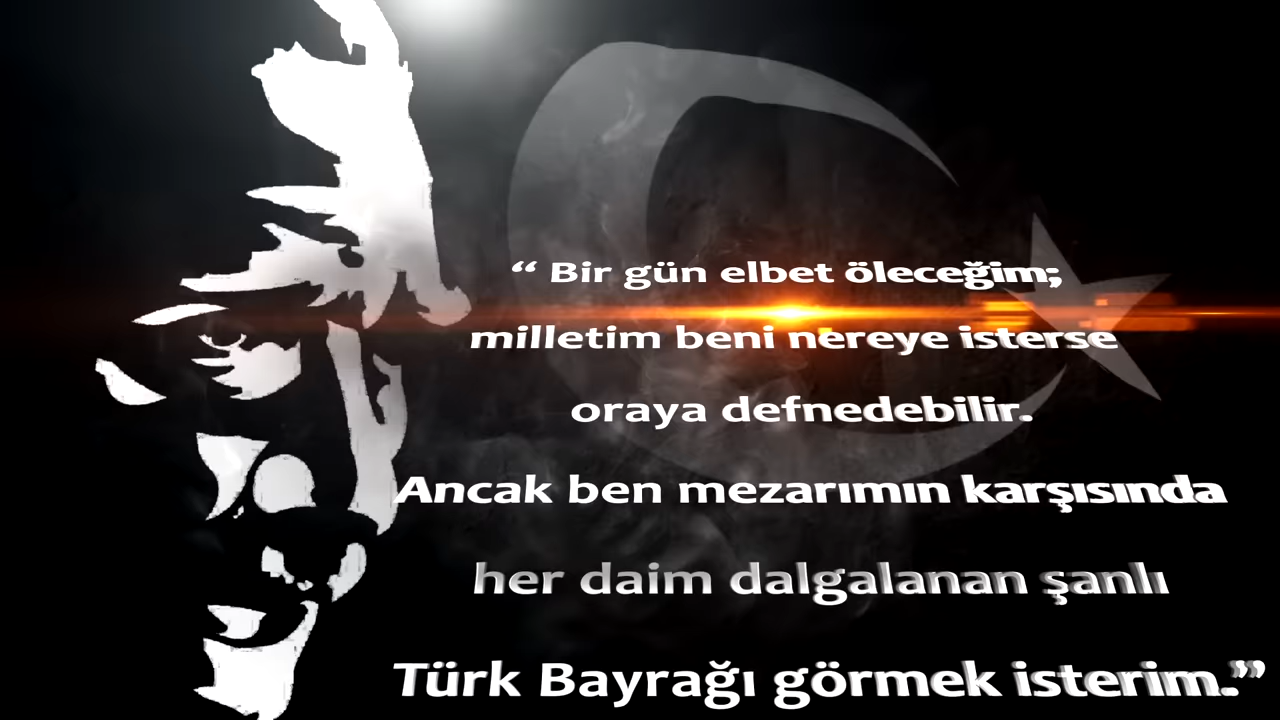 “ Bir gün elbet öleceğim;
milletim beni nereye isterse
oraya defnedebilir.
Ancak ben mezarımın karşısında
her daim dalgalanan şanlı
Türk Bayrağı görmek isterim.”